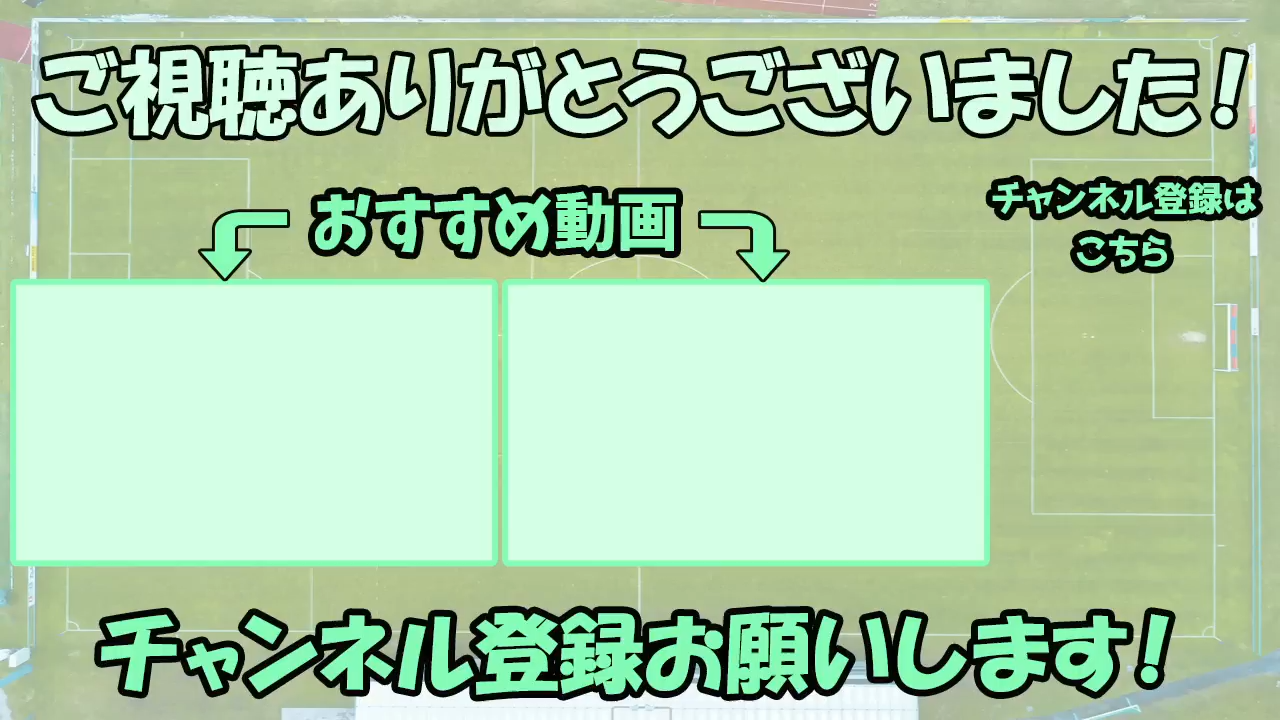 ご視聴ありがとうございました!
おすすめ動画
チャンネル登録は
こちら
チャンネル登録お願いします!